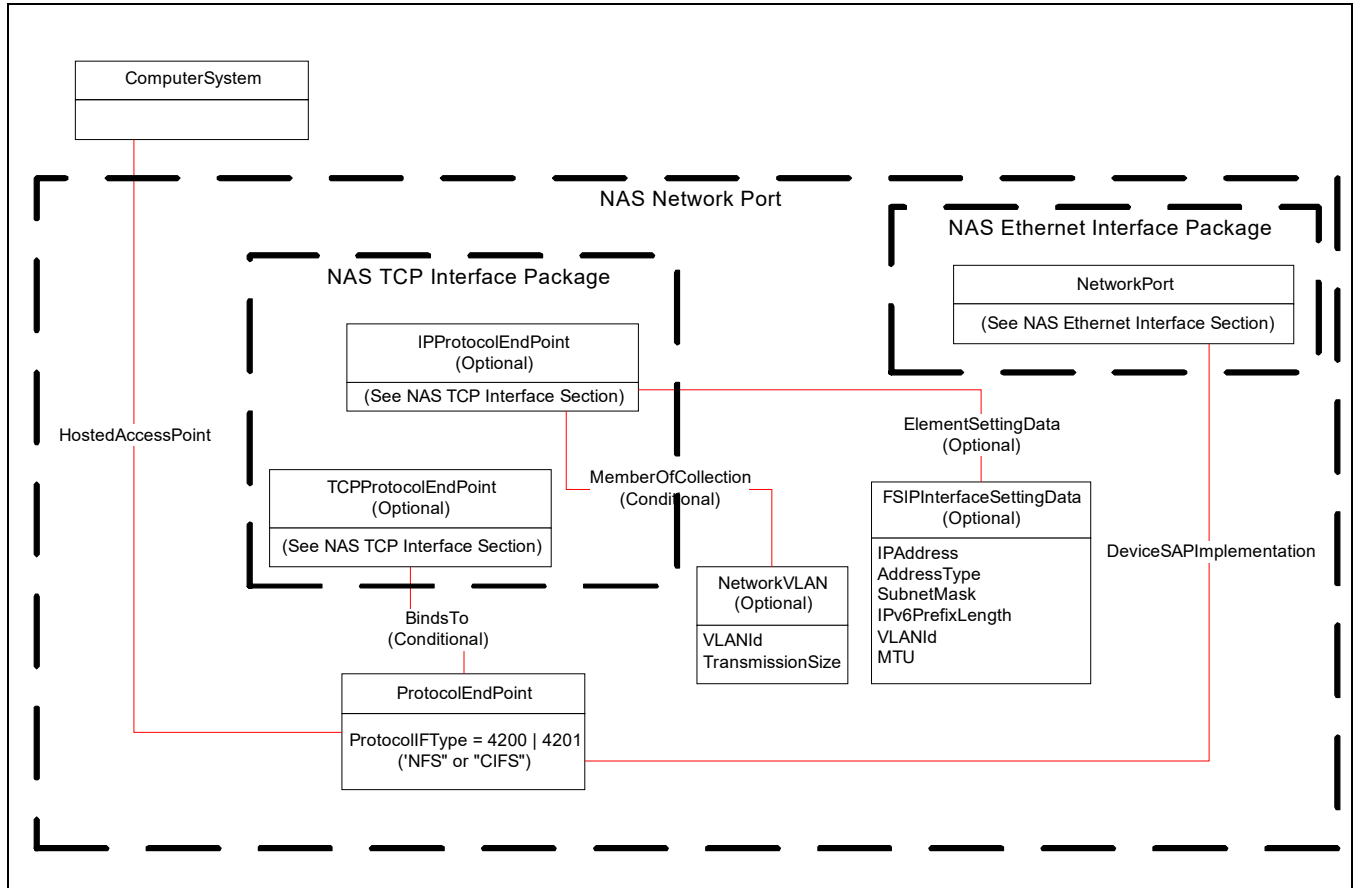 ComputerSystem
NAS Network Port
NAS Ethernet Interface Package
NetworkPort
(See NAS Ethernet Interface Section)
NAS TCP Interface Package
IPProtocolEndPoint
(Optional)
(See NAS TCP Interface Section)
HostedAccessPoint
ElementSettingData
(Optional)
MemberOfCollection
(Conditional)
TCPProtocolEndPoint
(Optional)
(See NAS TCP Interface Section)
FSIPInterfaceSettingData
(Optional)
IPAddress
AddressType
SubnetMask
IPv6PrefixLength
VLANId
MTU
DeviceSAPImplementation
NetworkVLAN
(Optional)
VLANId
TransmissionSize
BindsTo
(Conditional)
ProtocolEndPoint
ProtocolIFType = 4200 | 4201
('NFS" or "CIFS")